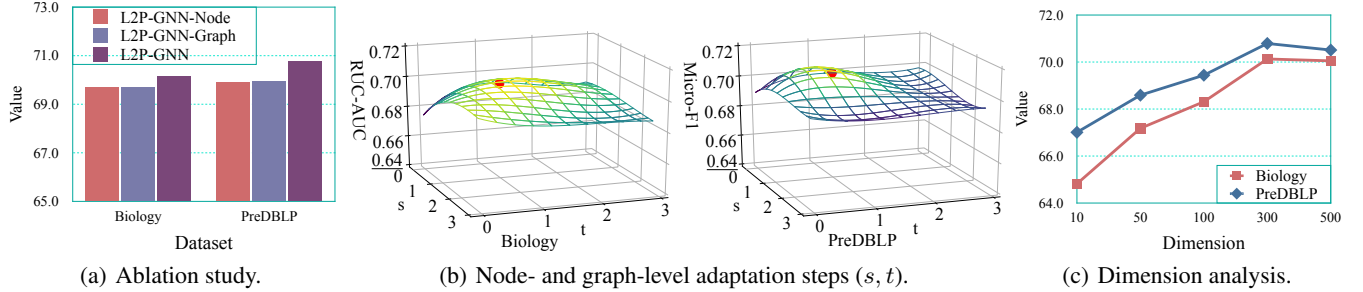 73.0
71.0
69.0
67.0
65.0
Value
L2P-GNN-Node
L2P-GNN-Graph
L2P-GNN
Biology
PreDBLP
Dataset
(a) Ablation study.
0.72
0.70
0.68
0.66
0.64
RUC-AUC
0
1
2
3
s
0
1
2
3
t
Biology
0.72
0.70
0.68
0.66
0.64
Micro-F1
0
1
2
3
s
0
1
2
3
t
PreDBLP
(b) Node- and graph-level adaptation steps (s, t).
72.0
70.0
68.0
66.0
64.0
Value
Biology
PreDBLP
10
50
100
300
500
Dimension
(c) Dimension analysis.